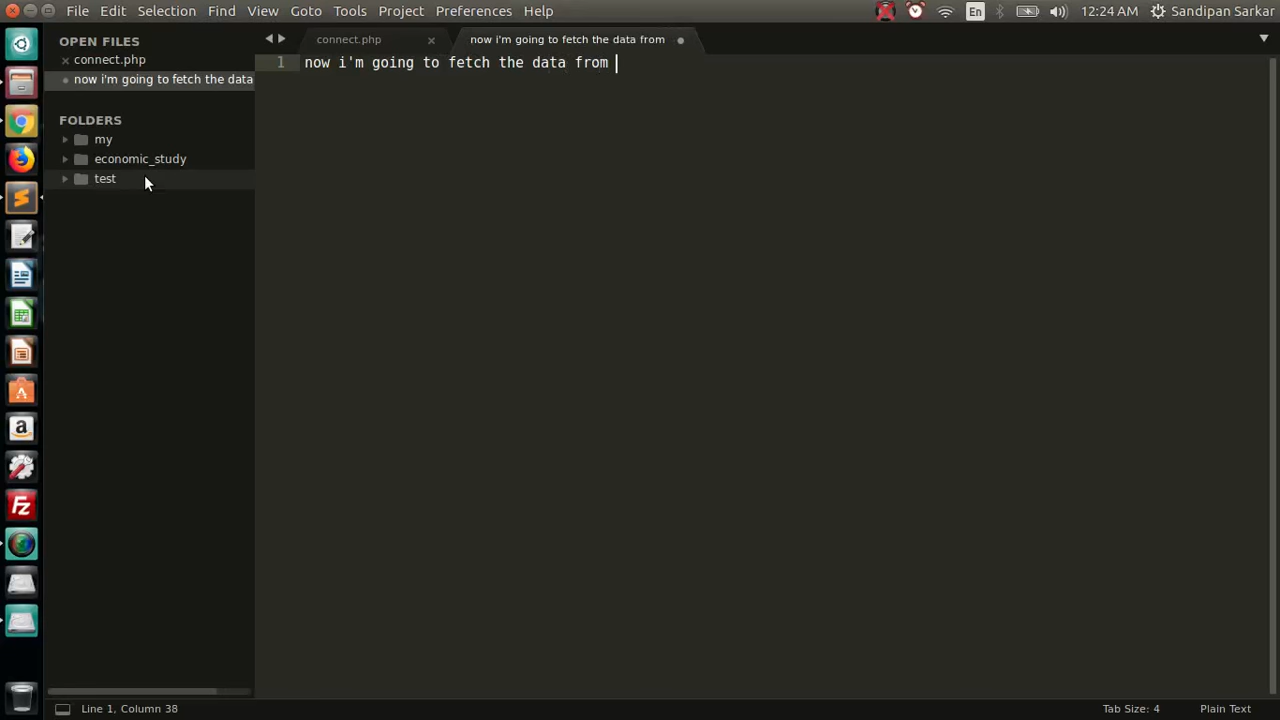 File Edit Selection Find View Goto Tools Project Preferences Help
En
12:24 AM
Sandipan Sarkar
OPEN FILES
connect.php
now i'm going to fetch the data
FOLDERS
my
economic_study
test
connect.php
now i'm going to fetch the data from
1 now i'm going to fetch the data from
a
Fz
Line 1, Column 38
Tab Size: 4
Plain Text